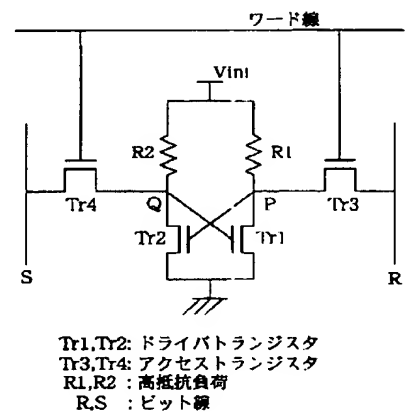 ワード線
Vint
R2
R1
Tr4
Q
P
Tr3
Tr2
Tr1
S
R
Tr1,Tr2: ドライバトランジスタ
Tr3,Tr4: アクセストランジスタ
R1,R2 : 高抵抗負荷
R,S : ビット線